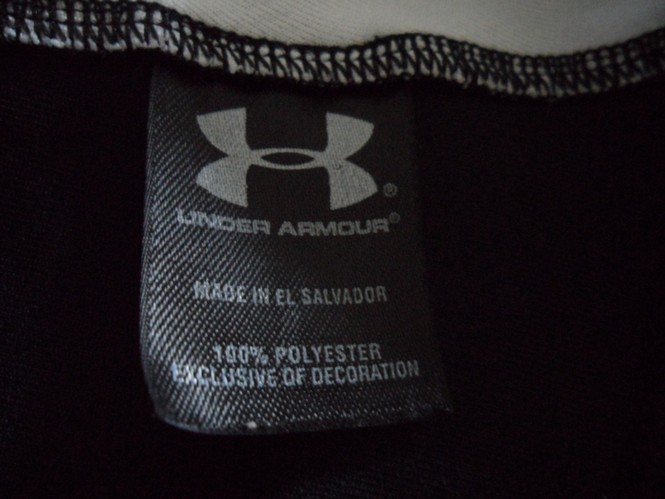 ®
UNDER ARMOUR®
MADE IN EL SALVADOR
100% POLYESTER
EXCLUSIVE OF DECORATION